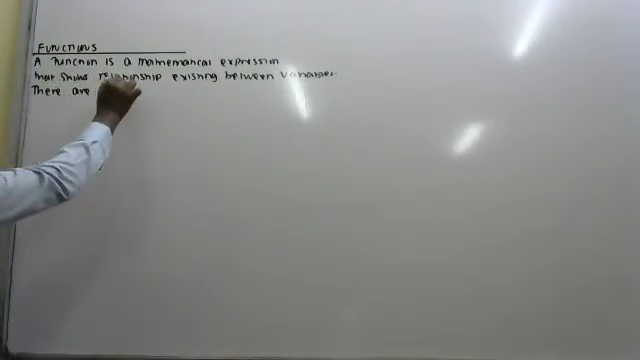 FUNCTIONS
A Function is a mathematical expression
that shows relationship existing between variables.
There are